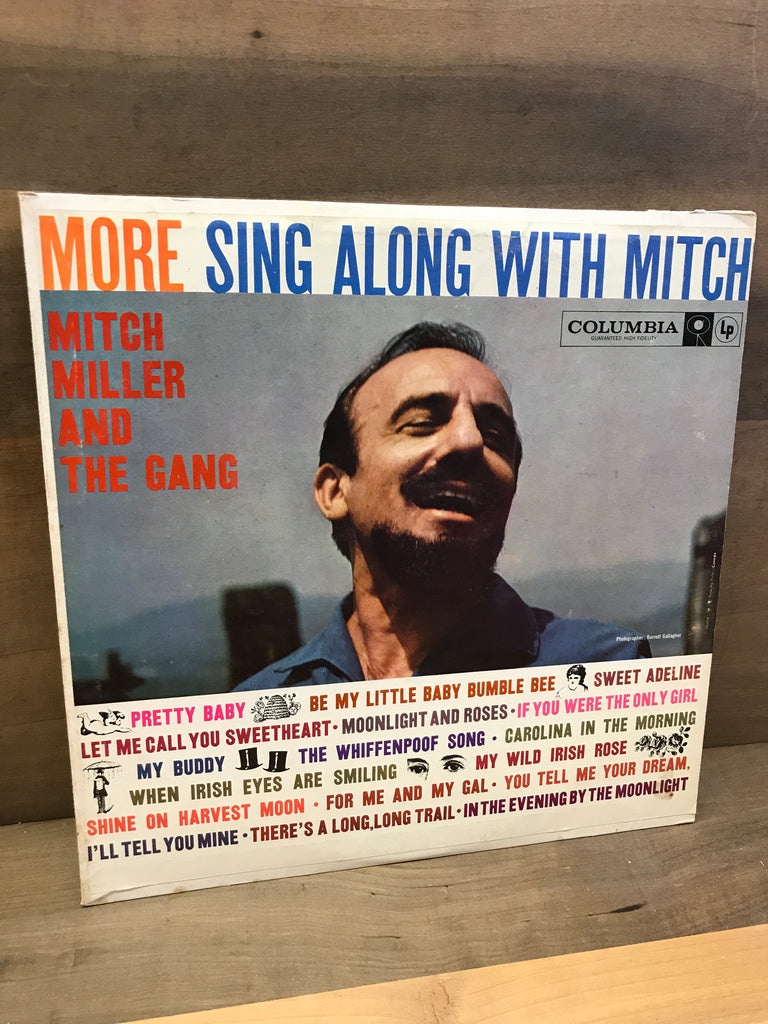 MORE SING ALONG WITH MITCH
MITCH
MILLER
AND
THE GANG
COLUMBIA
GUARANTEED HIGH FIDELITY
LP
Photographer: Barrett Gallagher
PRETTY BABY BE MY LITTLE BABY BUMBLE BEE SWEET ADELINE
LET ME CALL YOU SWEETHEART • MOONLIGHT AND ROSES • IF YOU WERE THE ONLY GIRL
MY BUDDY THE WHIFFENPOOF SONG • CAROLINA IN THE MORNING
WHEN IRISH EYES ARE SMILING MY WILD IRISH ROSE
SHINE ON HARVEST MOON • FOR ME AND MY GAL • YOU TELL ME YOUR DREAM,
I'LL TELL YOU MINE • THERE'S A LONG, LONG TRAIL • IN THE EVENING BY THE MOONLIGHT